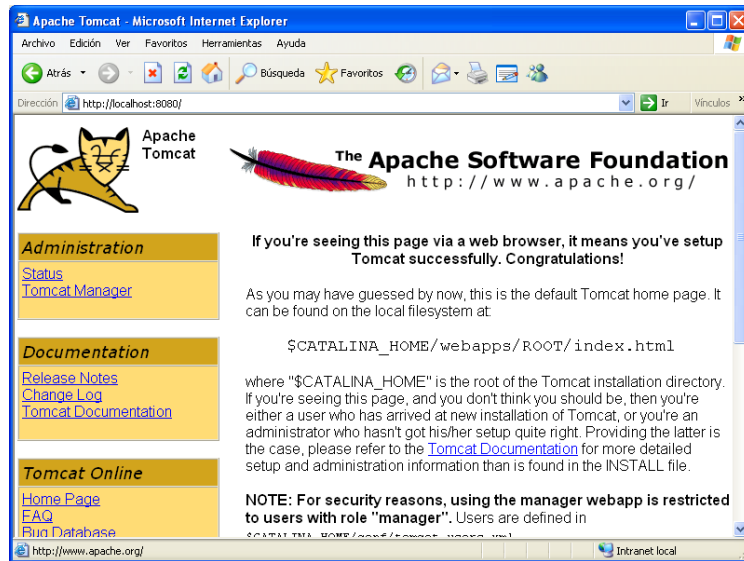 Apache Tomcat - Microsoft Internet Explorer
Archivo Edición Ver Favoritos Herramientas Ayuda
Atrás Búsqueda Favoritos
Dirección http://localhost:8080/ Ir Vínculos »
Apache
Tomcat
The Apache Software Foundation
http://www.apache.org/
Administration
Status
Tomcat Manager
Documentation
Release Notes
Change Log
Tomcat Documentation
Tomcat Online
Home Page
FAQ
Bug Database
If you're seeing this page via a web browser, it means you've setup
Tomcat successfully. Congratulations!
As you may have guessed by now, this is the default Tomcat home page. It
can be found on the local filesystem at:
$CATALINA_HOME/webapps/ROOT/index.html
where "$CATALINA_HOME" is the root of the Tomcat installation directory.
If you're seeing this page, and you don't think you should be, then you're
either a user who has arrived at new installation of Tomcat, or you're an
administrator who hasn't got his/her setup quite right. Providing the latter is
the case, please refer to the Tomcat Documentation for more detailed
setup and administration information than is found in the INSTALL file.
NOTE: For security reasons, using the manager webapp is restricted
to users with role "manager". Users are defined in
$CATALINA_HOME/conf/tomcat-users.xml
http://www.apache.org/ Intranet local